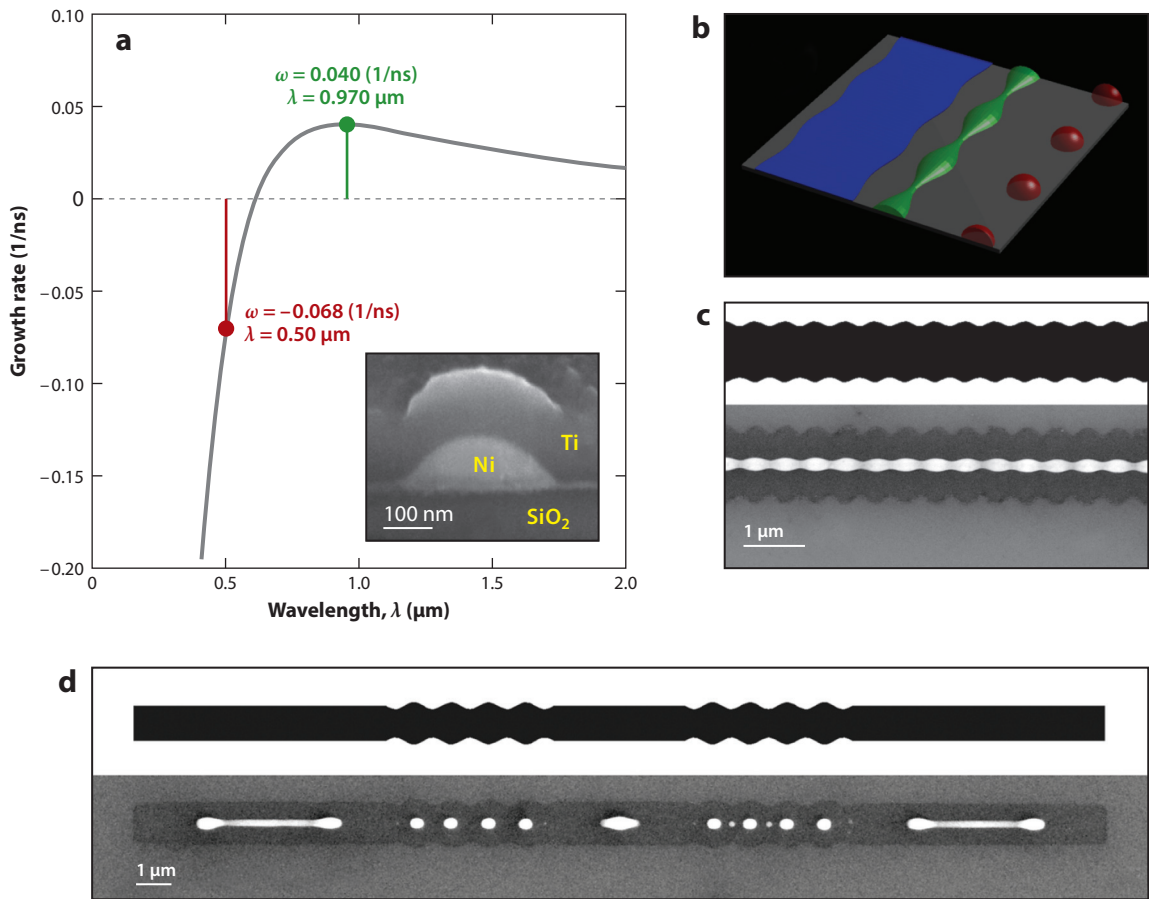 a
0.10
0.05
0
−0.05
−0.10
−0.15
−0.20
Growth rate (1/ns)
ω = 0.040 (1/ns)
λ = 0.970 μm
ω = −0.068 (1/ns)
λ = 0.50 μm
Ti
Ni
SiO2
100 nm
0
0.5
1.0
1.5
2.0
Wavelength, λ (μm)
b
c
1 μm
d
1 μm